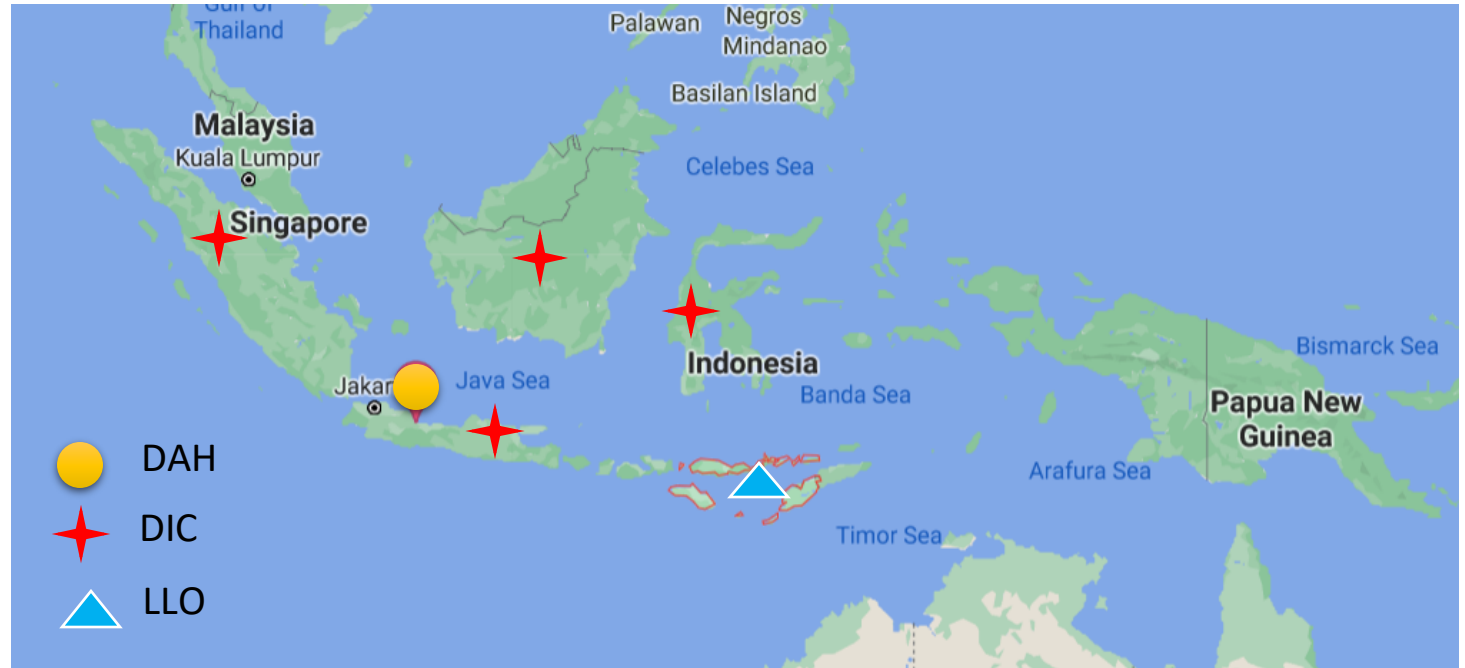 Gulf of
Thailand
Palawan
Negros
Mindanao
Basilan Island
Malaysia
Kuala Lumpur
Celebes Sea
Singapore
Indonesia
Bismarck Sea
Jakar
Java Sea
Banda Sea
Papua New
Guinea
DAH
Arafura Sea
DIC
Timor Sea
LLO